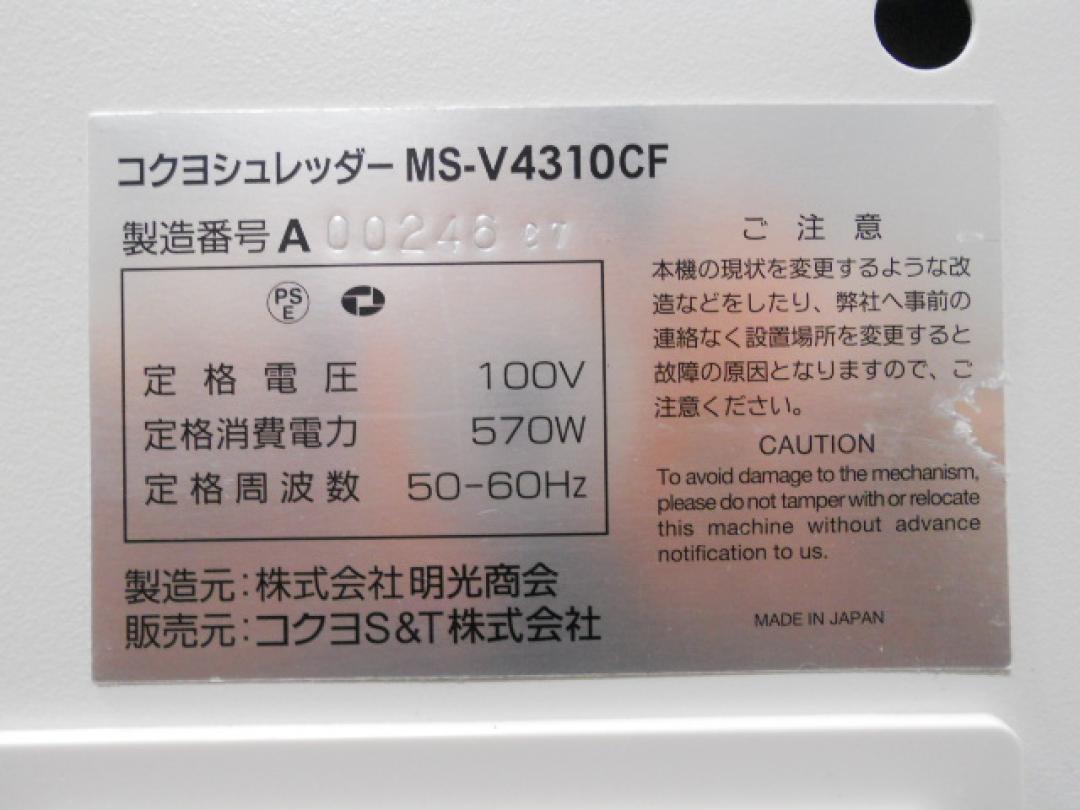 コクヨシュレッダー MS-V4310CF
製造番号 A 00246
PS
E
定格電圧 100V
定格消費電力 570W
定格周波数 50-60Hz
製造元:株式会社明光商会
販売元:コクヨS&T株式会社
ご注意
本機の現状を変更するような改
造などをしたり、弊社へ事前の
連絡なく設置場所を変更すると
故障の原因となりますので、ご
注意ください。
CAUTION
To avoid damage to the mechanism,
please do not tamper with or relocate
this machine without advance
notification to us.
MADE IN JAPAN